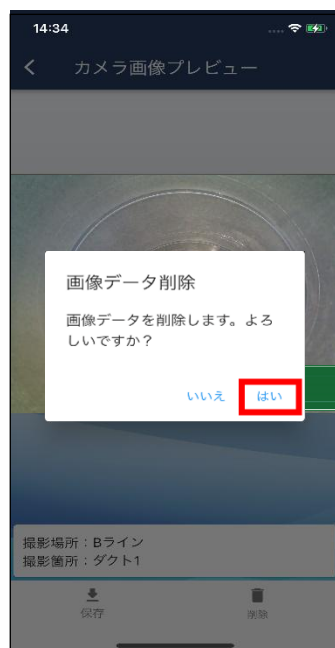 14:34
カメラ画像プレビュー
画像データ削除
画像データを削除します。よろ
しいですか？
いいえ はい
撮影場所：Bライン
撮影箇所：ダクト1
保存 削除